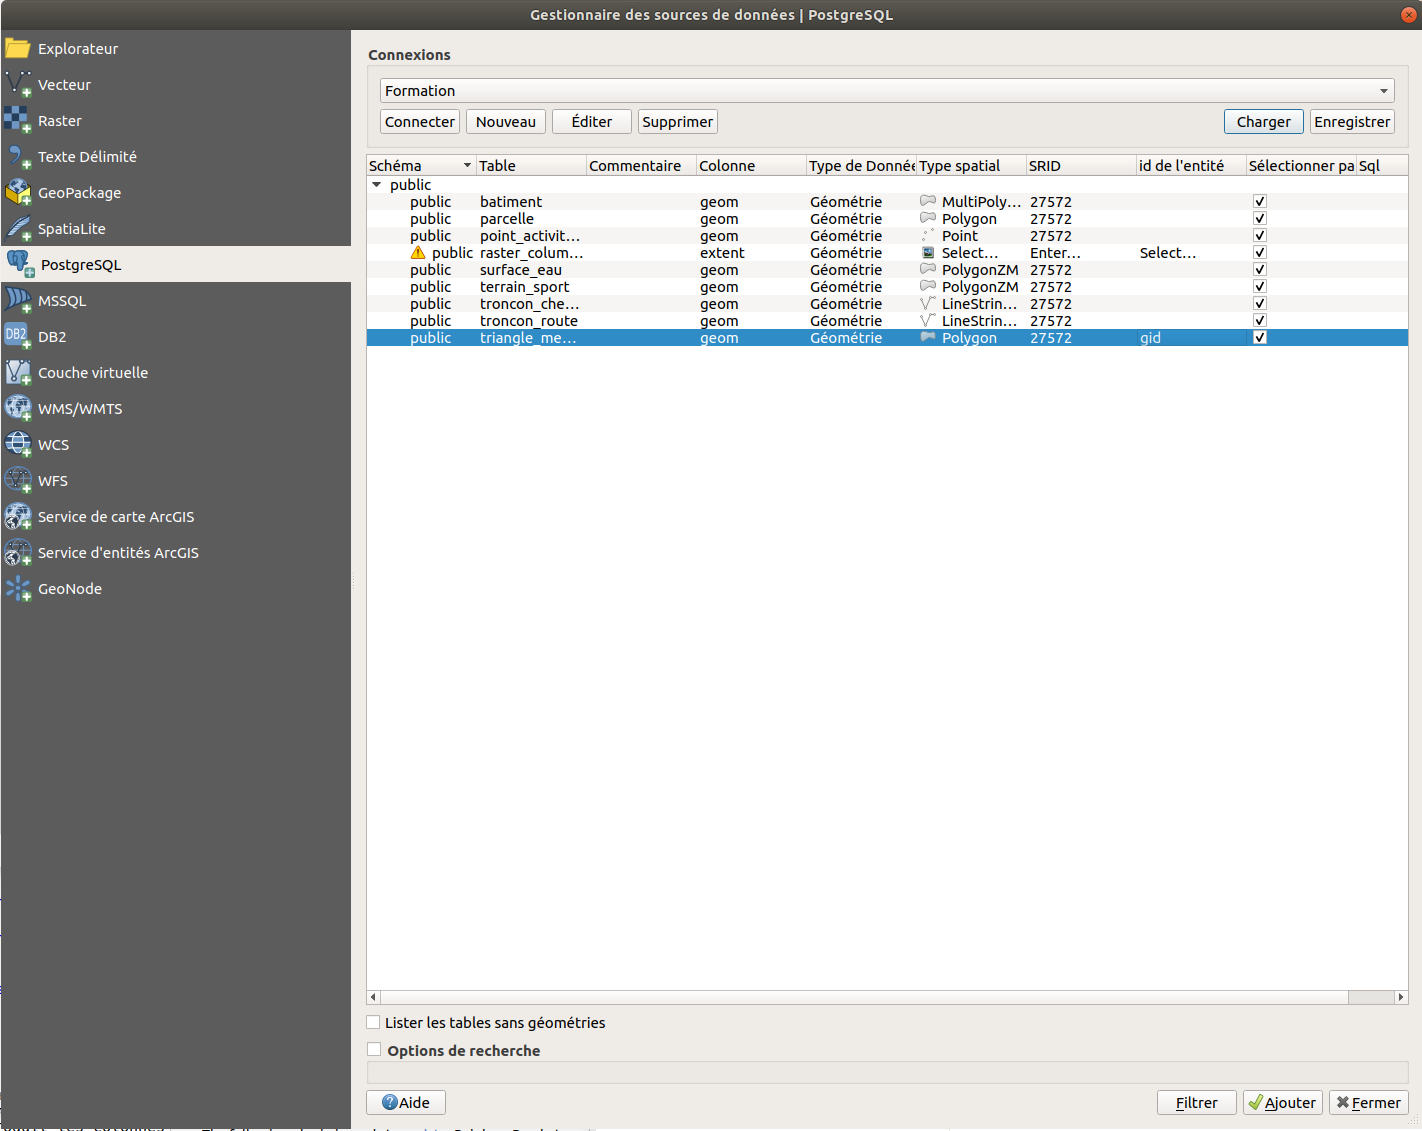 Gestionnaire des sources de données | PostgreSQL
Explorateur
Vecteur
Raster
Texte Délimité
GeoPackage
SpatiaLite
PostgreSQL
MSSQL
DB2 DB2
Couche virtuelle
WMS/WMTS
WCS
WFS
Service de carte ArcGIS
Service d'entités ArcGIS
GeoNode
Connexions
Formation
Connecter Nouveau Éditer Supprimer Charger Enregistrer
Schéma Table Commentaire Colonne Type de Donnée Type spatial SRID id de l'entité Sélectionner pa Sql
public
public batiment geom Géométrie MultiPoly… 27572
public parcelle geom Géométrie Polygon 27572
public point_activit… geom Géométrie Point 27572
public raster_colum… extent Géométrie Select… Enter… Select…
public surface_eau geom Géométrie PolygonZM 27572
public terrain_sport geom Géométrie PolygonZM 27572
public troncon_che… geom Géométrie LineStrin… 27572
public troncon_route geom Géométrie LineStrin… 27572
public triangle_me… geom Géométrie Polygon 27572 gid
Lister les tables sans géométries
Options de recherche
Aide Filtrer Ajouter Fermer